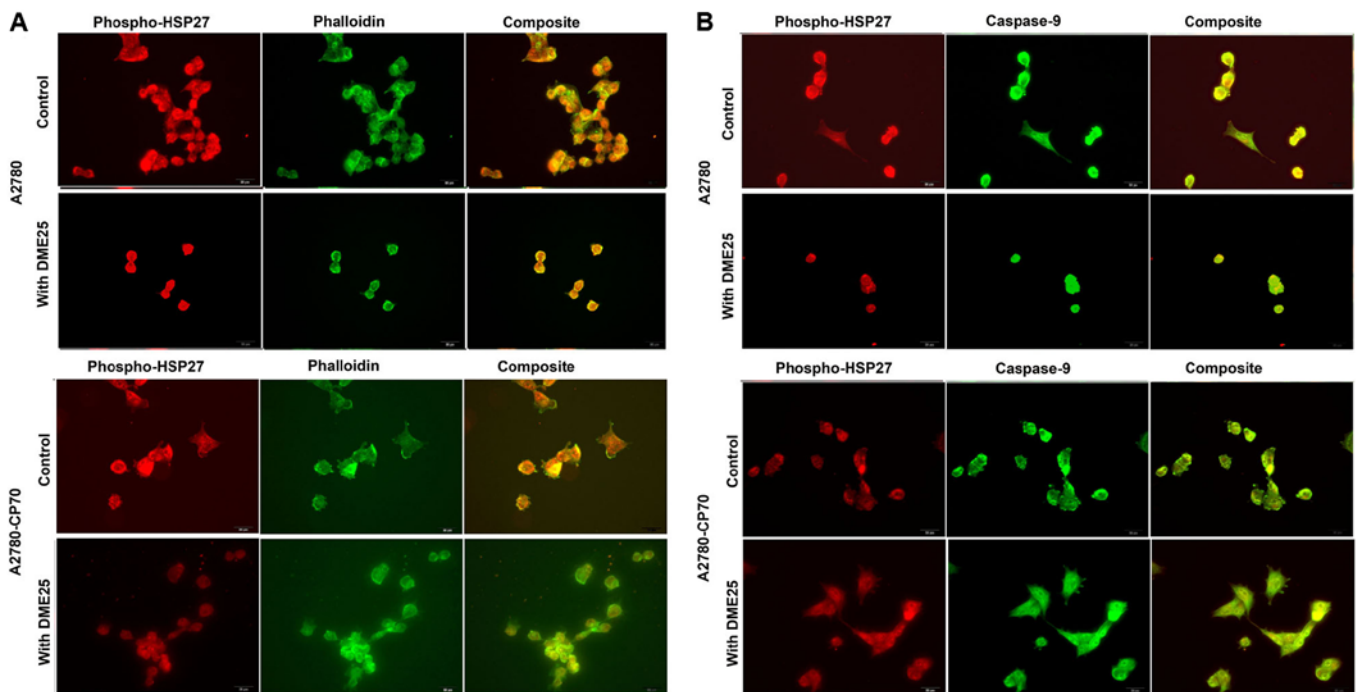 A
Phospho-HSP27 Phalloidin Composite
A2780
Control
With DME25
Phospho-HSP27 Phalloidin Composite
A2780-CP70
Control
With DME25
B
Phospho-HSP27 Caspase-9 Composite
A2780
Control
With DME25
Phospho-HSP27 Caspase-9 Composite
A2780-CP70
Control
With DME25